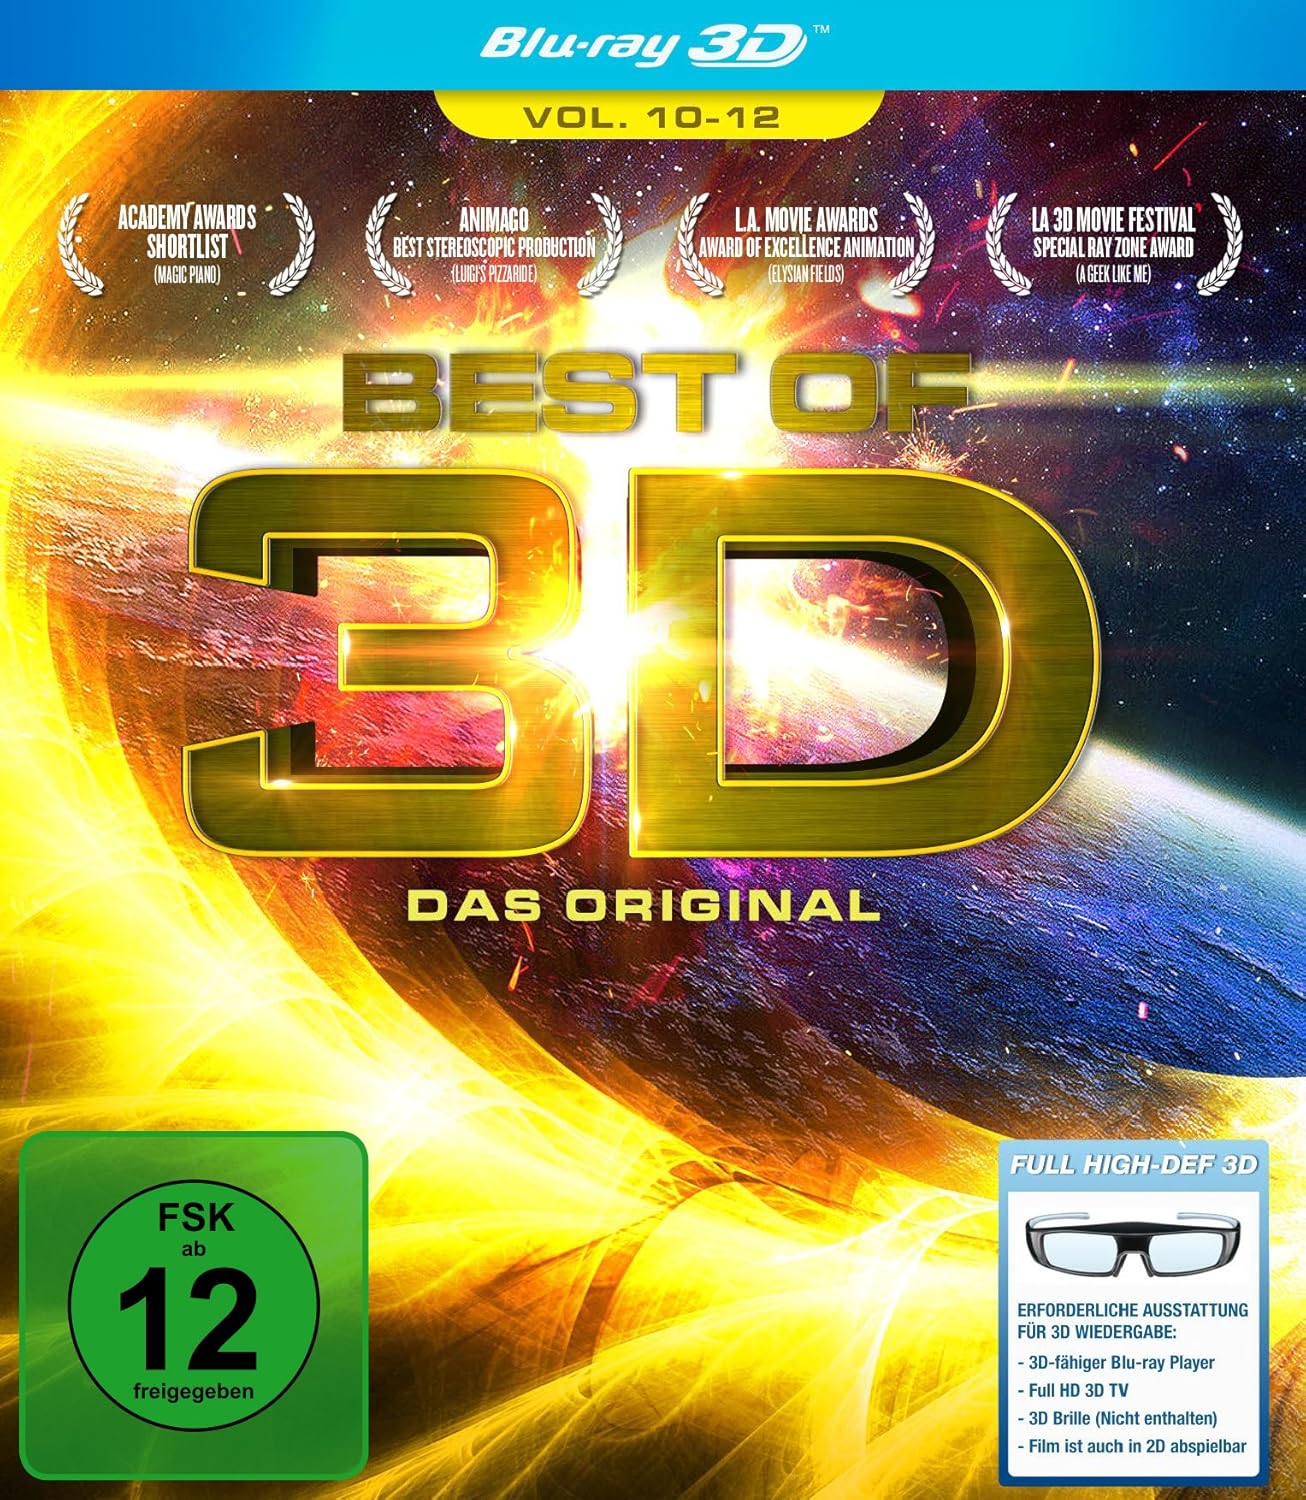 Blu-ray 3D™
VOL. 10-12
ACADEMY AWARDS
SHORTLIST
(MAGIC PIANO)
ANIMAGO
BEST STEREOSCOPIC PRODUCTION
(LUIGI'S PIZZARIDE)
L.A. MOVIE AWARDS
AWARD OF EXCELLENCE ANIMATION
(ELYSIAN FIELDS)
LA 3D MOVIE FESTIVAL
SPECIAL RAY ZONE AWARD
(A GEEK LIKE ME)
BEST OF
3D
DAS ORIGINAL
FSK
ab
12
freigegeben
FULL HIGH-DEF 3D
ERFORDERLICHE AUSSTATTUNG
FÜR 3D WIEDERGABE:
- 3D-fähiger Blu-ray Player
- Full HD 3D TV
- 3D Brille (Nicht enthalten)
- Film ist auch in 2D abspielbar